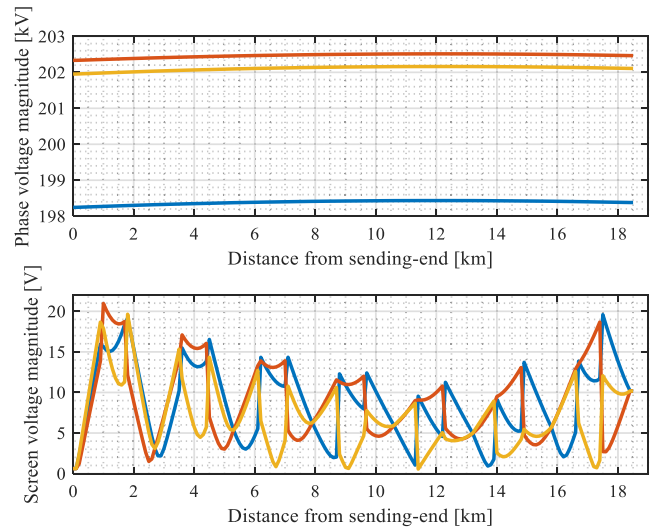 203
202
201
200
199
198
Phase voltage magnitude [kV]
0 2 4 6 8 10 12 14 16 18
Distance from sending-end [km]
20
15
10
5
0
Screen voltage magnitude [V]
0 2 4 6 8 10 12 14 16 18
Distance from sending-end [km]